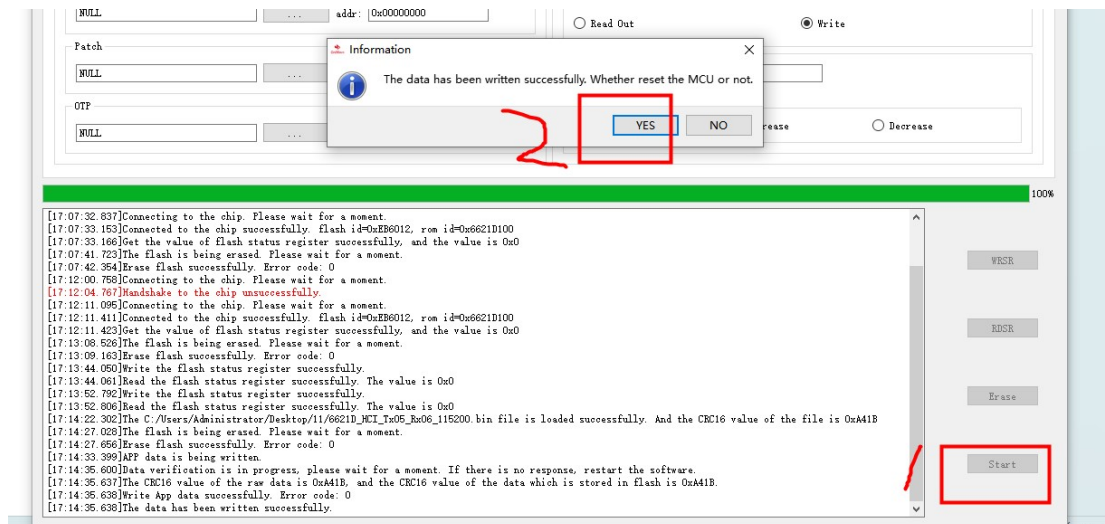 NULL ... addr: 0x00000000
Read Out Write
Patch
NULL ...
OTP
NULL ...
Information
The data has been written successfully. Whether reset the MCU or not.
YES NO
rease Decrease
2
100%
[17:07:32.837]Connecting to the chip. Please wait for a moment.
[17:07:33.153]Connected to the chip successfully. flash id=0xEB6012, rom id=0x6621D100
[17:07:33.166]Get the value of flash status register successfully, and the value is 0x0
[17:07:41.723]The flash is being erased. Please wait for a moment.
[17:07:42.354]Erase flash successfully. Error code: 0
[17:12:00.758]Connecting to the chip. Please wait for a moment.
[17:12:04.767]Handshake to the chip unsuccessfully.
[17:12:11.095]Connecting to the chip. Please wait for a moment.
[17:12:11.411]Connected to the chip successfully. flash id=0xEB6012, rom id=0x6621D100
[17:12:11.423]Get the value of flash status register successfully, and the value is 0x0
[17:13:08.526]The flash is being erased. Please wait for a moment.
[17:13:09.163]Erase flash successfully. Error code: 0
[17:13:44.050]Write the flash status register successfully.
[17:13:44.061]Read the flash status register successfully. The value is 0x0
[17:13:52.792]Write the flash status register successfully.
[17:13:52.806]Read the flash status register successfully. The value is 0x0
[17:14:22.302]The C:/Users/Administrator/Desktop/11/6621D_HCI_Tx05_Rx06_115200.bin file is loaded successfully. And the CRC16 value of the file is 0xA41B
[17:14:27.028]The flash is being erased. Please wait for a moment.
[17:14:27.656]Erase flash successfully. Error code: 0
[17:14:33.399]APP data is being written.
[17:14:35.600]Data verification is in progress, please wait for a moment. If there is no response, restart the software.
[17:14:35.637]The CRC16 value of the raw data is 0xA41B, and the CRC16 value of the data which is stored in flash is 0xA41B.
[17:14:35.638]Write App data successfully. Error code: 0
[17:14:35.638]The data has been written successfully.
WRSR
RDSR
Erase
1
Start